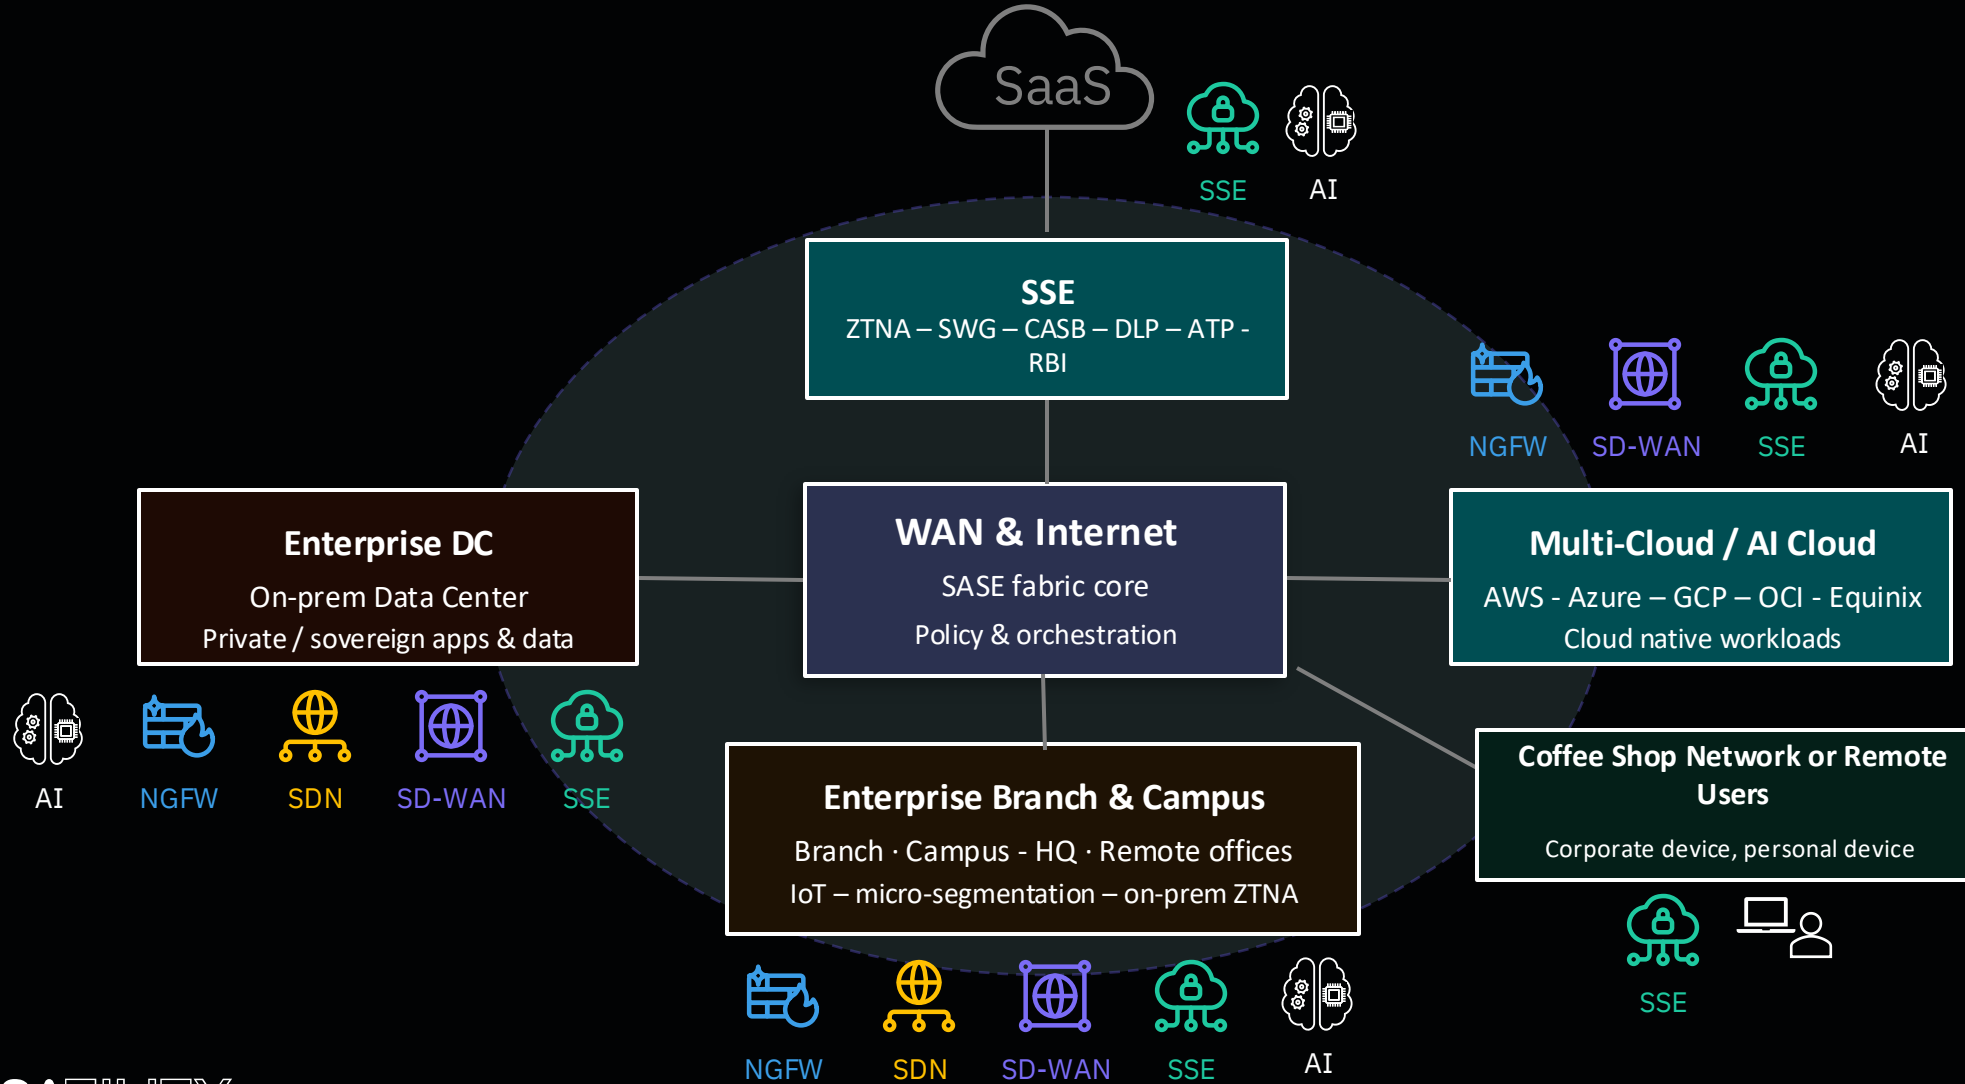 SaaS
SSE
AI
SSE
ZTNA – SWG – CASB – DLP – ATP -
RBI
NGFW
SD-WAN
SSE
AI
Enterprise DC
On-prem Data Center
Private / sovereign apps & data
WAN & Internet
SASE fabric core
Policy & orchestration
Multi-Cloud / AI Cloud
AWS - Azure – GCP – OCI - Equinix
Cloud native workloads
AI
NGFW
SDN
SD-WAN
SSE
Enterprise Branch & Campus
Branch · Campus - HQ · Remote offices
IoT – micro-segmentation – on-prem ZTNA
Coffee Shop Network or Remote
Users
Corporate device, personal device
SSE
NGFW
SDN
SD-WAN
SSE
AI